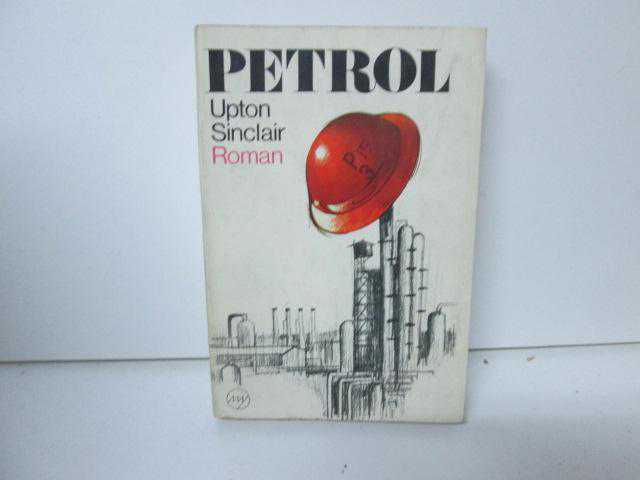 PETROL
Upton
Sinclair
Roman